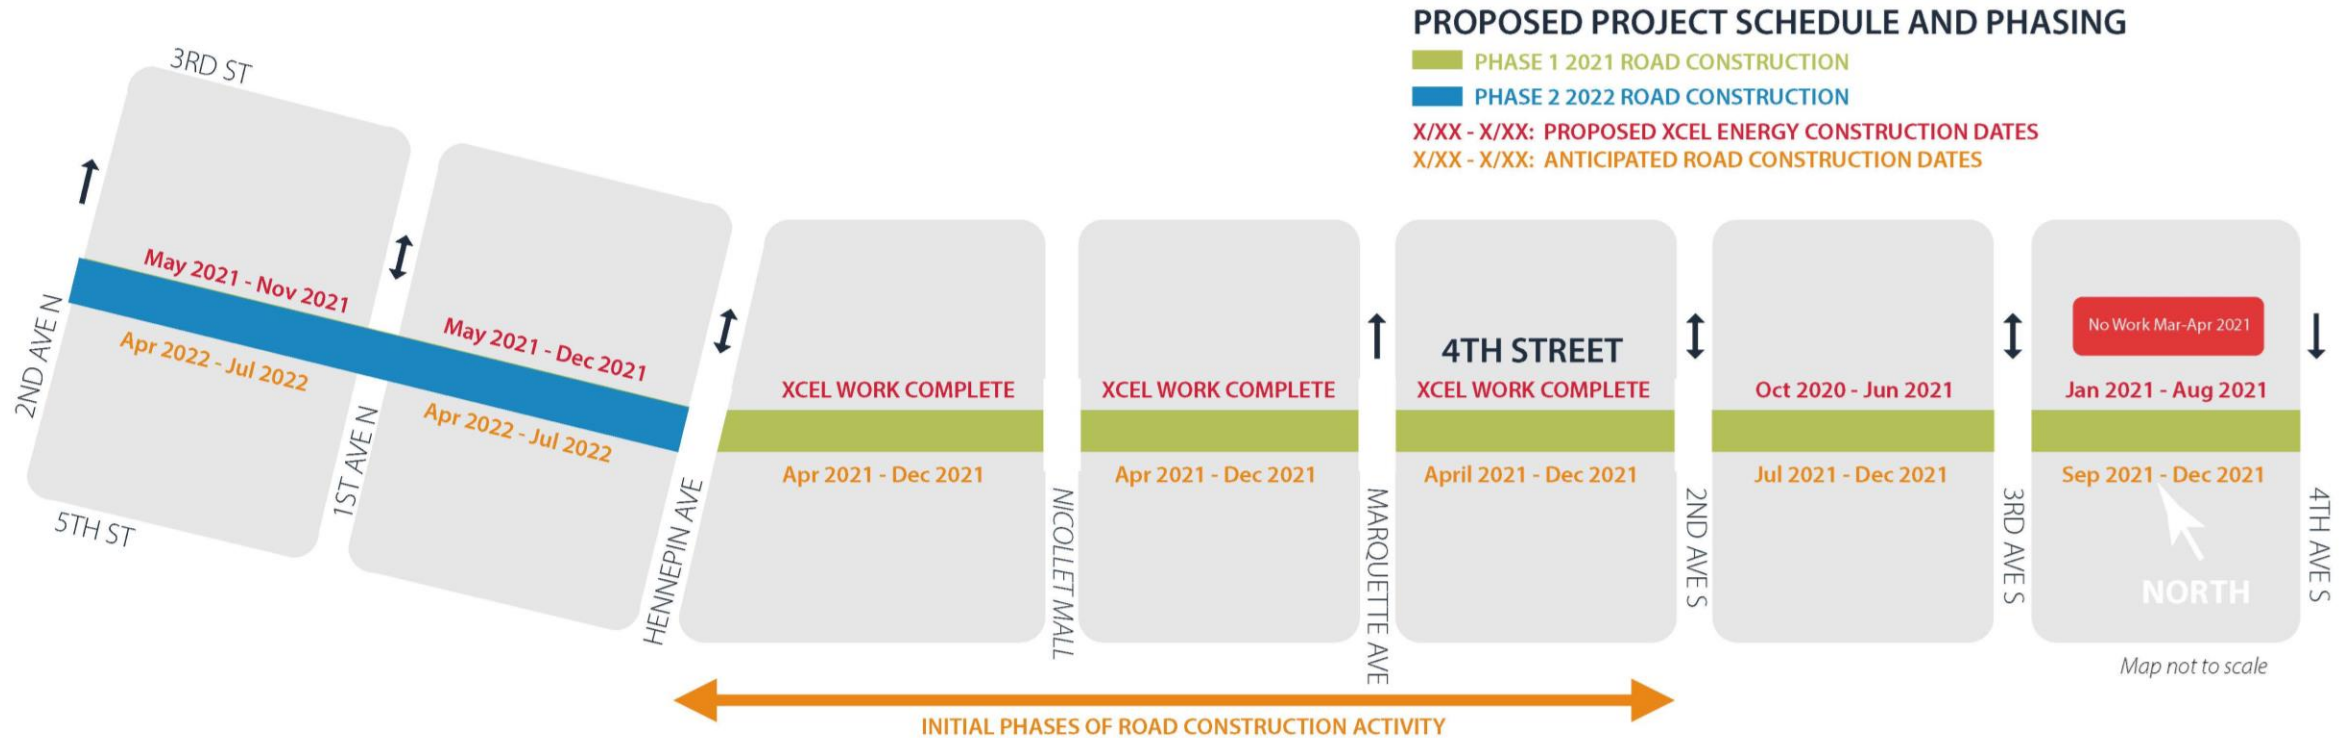 PROPOSED PROJECT SCHEDULE AND PHASING
PHASE 1 2021 ROAD CONSTRUCTION
PHASE 2 2022 ROAD CONSTRUCTION
X/XX - X/XX: PROPOSED XCEL ENERGY CONSTRUCTION DATES
X/XX - X/XX: ANTICIPATED ROAD CONSTRUCTION DATES
3RD ST
May 2021 - Nov 2021
Apr 2022 - Jul 2022
2ND AVE N
5TH ST
May 2021 - Dec 2021
Apr 2022 - Jul 2022
1ST AVE N
HENNEPIN AVE
XCEL WORK COMPLETE
Apr 2021 - Dec 2021
NICOLLET MALL
XCEL WORK COMPLETE
Apr 2021 - Dec 2021
MARQUETTE AVE
4TH STREET
XCEL WORK COMPLETE
April 2021 - Dec 2021
2ND AVE S
Oct 2020 - Jun 2021
Jul 2021 - Dec 2021
3RD AVE S
No Work Mar-Apr 2021
Jan 2021 - Aug 2021
Sep 2021 - Dec 2021
NORTH
4TH AVE S
Map not to scale
INITIAL PHASES OF ROAD CONSTRUCTION ACTIVITY